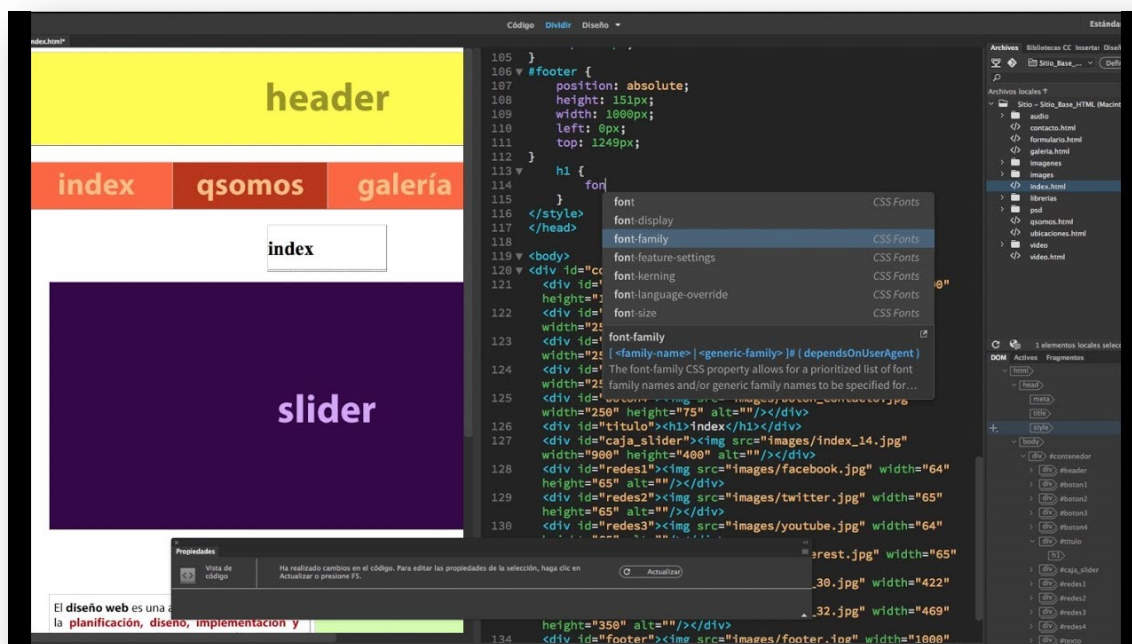 Código Dividir Diseño
Estánda
index.html*
header
index qsomos galería
index
slider
El diseño web es una a
la planificación, diseño, implementación y
105 }
106 #footer {
107 position: absolute;
108 height: 151px;
109 width: 1000px;
110 left: 0px;
111 top: 1249px;
112 }
113 h1 {
114 fon
115 }
116 </style>
117 </head>
118
119 <body>
120 <div id="co
121 <div id="
0"
height="1
122 <div id="
width="25
123 <div id="
width="25
124 <div id="
width="25
125
width="250" height="75" alt=""/></div>
126 <div id="titulo"><h1>index</h1></div>
127 <div id="caja_slider"><img src="images/index_14.jpg"
width="900" height="400" alt=""/></div>
128 <div id="redes1"><img src="images/facebook.jpg" width="64"
height="65" alt=""/></div>
129 <div id="redes2"><img src="images/twitter.jpg" width="65"
height="65" alt=""/></div>
130 <div id="redes3"><img src="images/youtube.jpg" width="64"
erest.jpg" width="65"
_30.jpg" width="422"
_32.jpg" width="469"
height="350" alt=""/></div>
134 <div id="footer"><img src="images/footer.jpg" width="1000"
font CSS Fonts
font-display
font-family CSS Fonts
font-feature-settings CSS Fonts
font-kerning CSS Fonts
font-language-override CSS Fonts
font-size CSS Fonts
font-family
[ <family-name> | <generic-family> ]# ( dependsOnUserAgent )
The font-family CSS property allows for a prioritized list of font
family names and/or generic family names to be specified for...
Propiedades
Vista de
código
Ha realizado cambios en el código. Para editar las propiedades de la selección, haga clic en
Actualizar o presione F5.
Actualizar
Archivos Bibliotecas CC Insertar Diseñ
Sitio_Base_... Defi
Archivos locales ↑
Sitio - Sitio_Base_HTML (Macint
audio
contacto.html
formulario.html
galeria.html
imagenes
images
index.html
librerias
psd
qsomos.html
ubicaciones.html
video
video.html
1 elementos locales selecc
DOM Activos Fragmentos
html
head
meta
title
style
body
div #contenedor
div #header
div #boton1
div #boton2
div #boton3
div #boton4
div #titulo
h1
div #caja_slider
div #redes1
div #redes2
div #redes3
div #redes4
div #texto